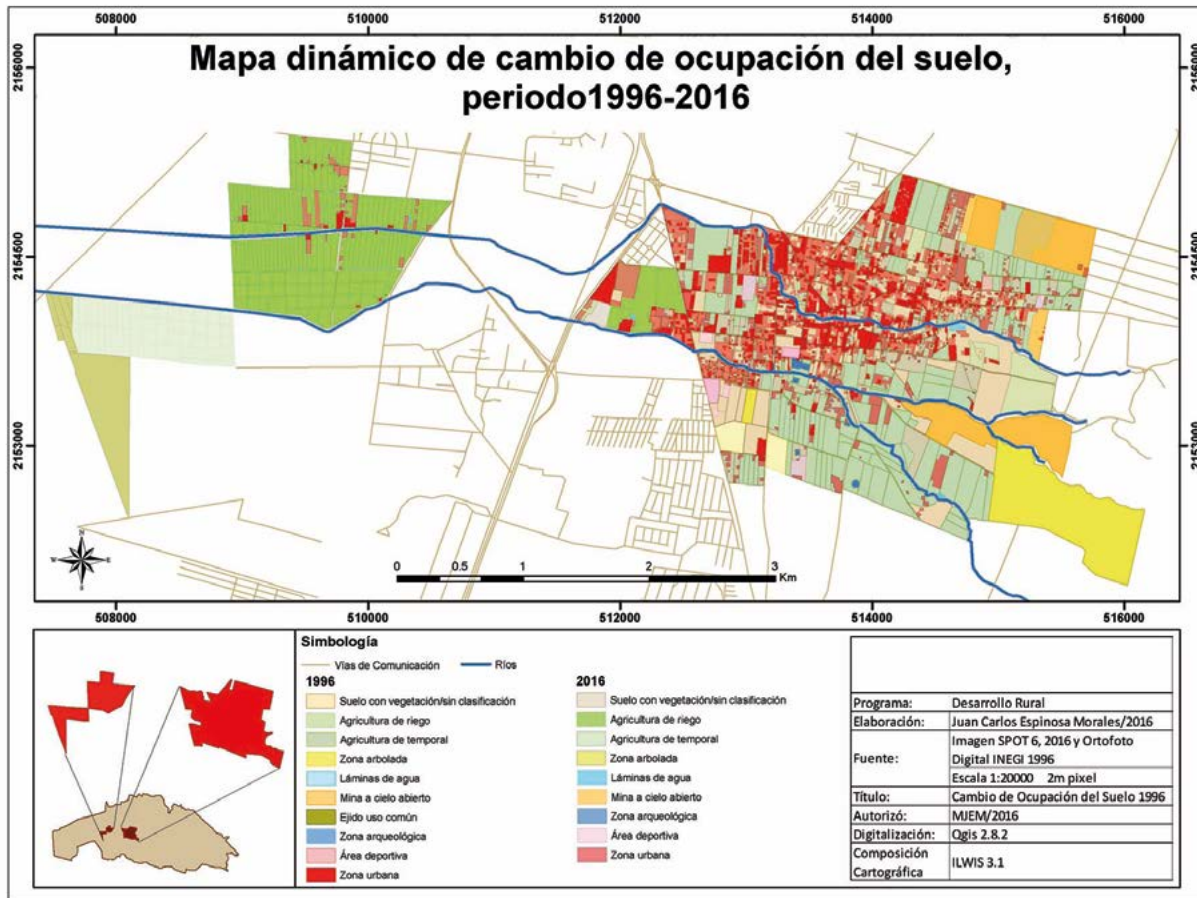 508000 510000 512000 514000 516000
Mapa dinámico de cambio de ocupación del suelo,
periodo1996-2016
2156000 2156000
2154500 2154500
2153000 2153000
N
W E
S
0 0.5 1 2 3
Km
508000 510000 512000 514000 516000
Simbología
Vías de Comunicación Ríos
1996
Suelo con vegetación/sin clasificación
Agricultura de riego
Agricultura de temporal
Zona arbolada
Láminas de agua
Mina a cielo abierto
Ejido uso común
Zona arqueológica
Área deportiva
Zona urbana
2016
Suelo con vegetación/sin clasificación
Agricultura de riego
Agricultura de temporal
Zona arbolada
Láminas de agua
Mina a cielo abierto
Zona arqueológica
Área deportiva
Zona urbana
Programa: Desarrollo Rural
Elaboración: Juan Carlos Espinosa Morales/2016
Fuente: Imagen SPOT 6, 2016 y Ortofoto
Digital INEGI 1996
Escala 1:20000 2m pixel
Título: Cambio de Ocupación del Suelo 1996
Autorizó: MJEM/2016
Digitalización: Qgis 2.8.2
Composición
Cartográfica ILWIS 3.1